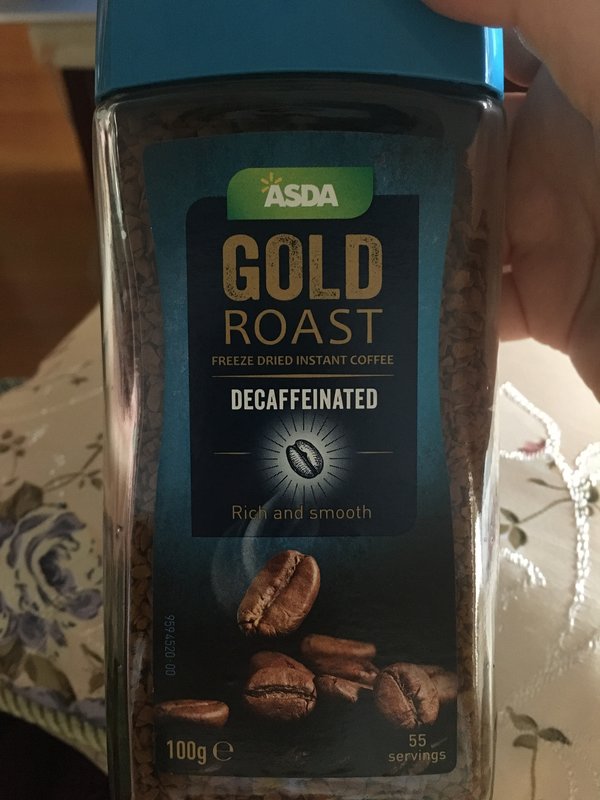 ASDA
GOLD
ROAST
FREEZE DRIED INSTANT COFFEE
DECAFFEINATED
Rich and smooth
9594520-00
100g ℮
55
servings